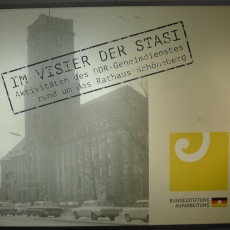 IM VISIER DER STASI
Aktivitäten des DDR-Geheimdienstes
rund um das Rathaus Schöneberg
BUNDESSTIFTUNG
AUFARBEITUNG